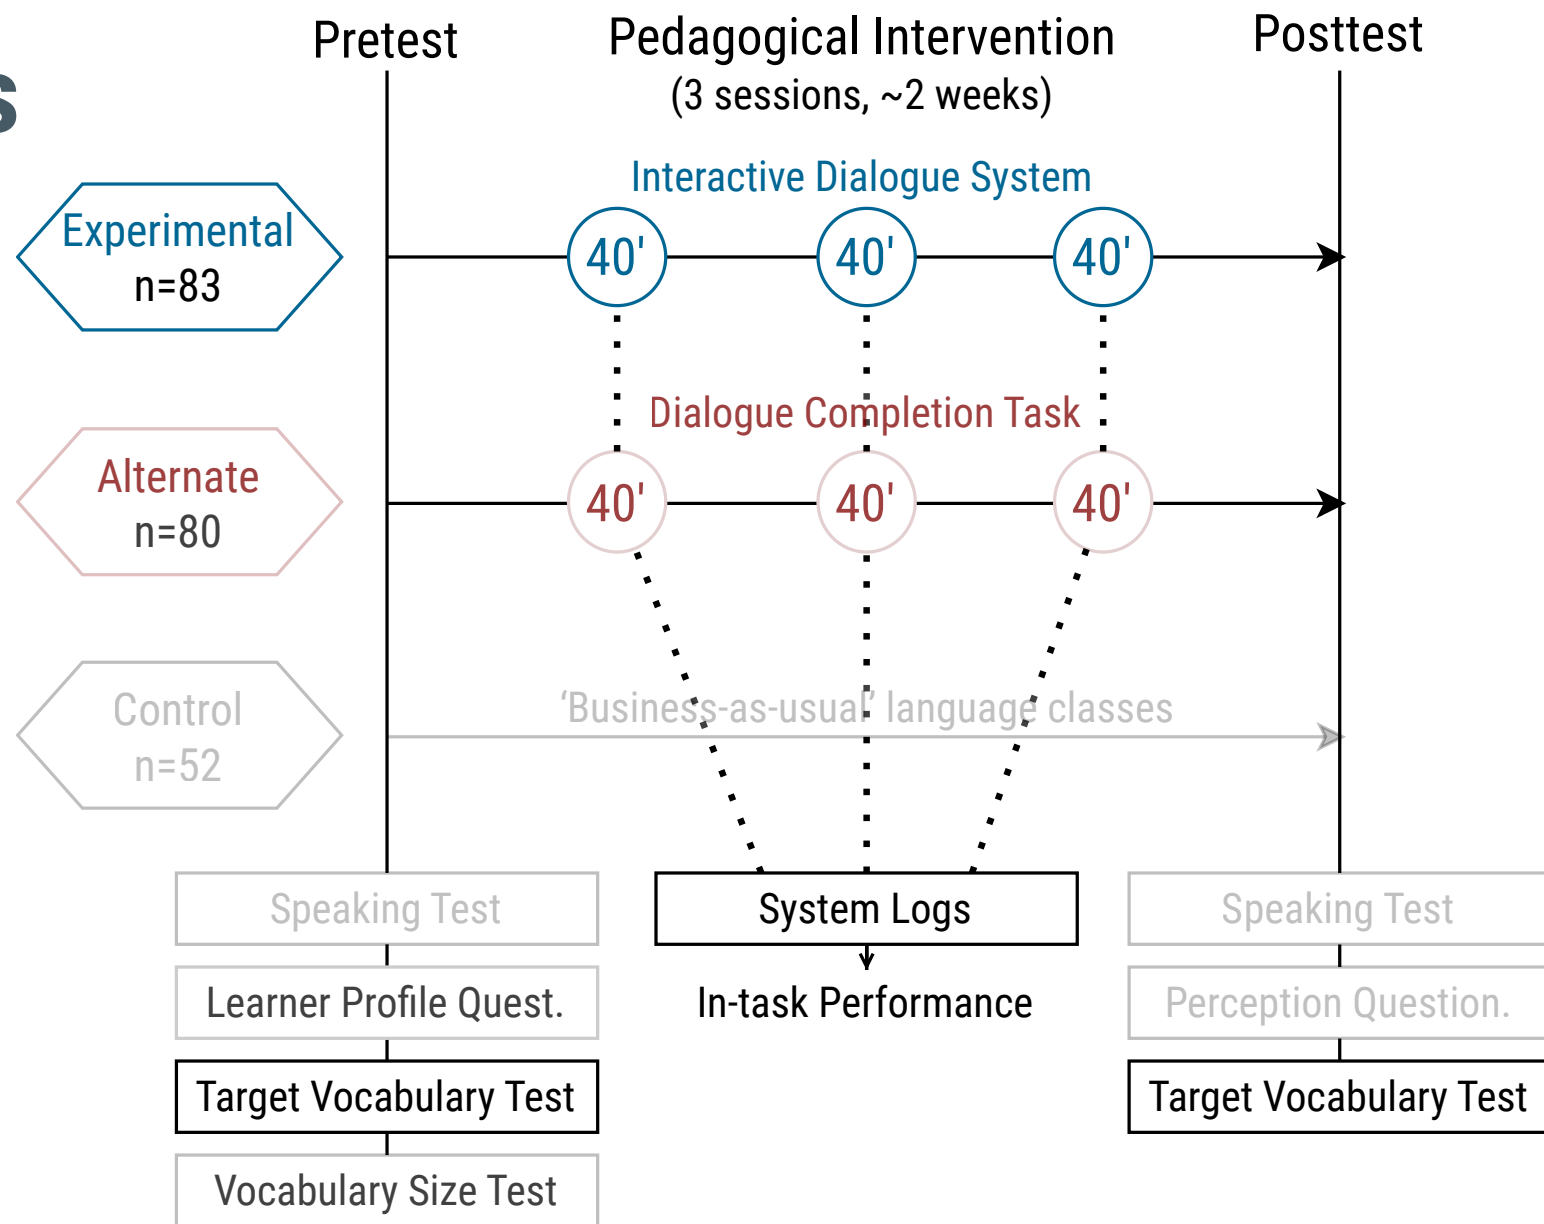 s
Pretest
Pedagogical Intervention
(3 sessions, ~2 weeks)
Posttest
Interactive Dialogue System
Experimental
n=83
40'
40'
40'
Dialogue Completion Task
Alternate
n=80
40'
40'
40'
Control
n=52
‘Business-as-usual’ language classes
Speaking Test
System Logs
Speaking Test
Learner Profile Quest.
In-task Performance
Perception Question.
Target Vocabulary Test
Target Vocabulary Test
Vocabulary Size Test